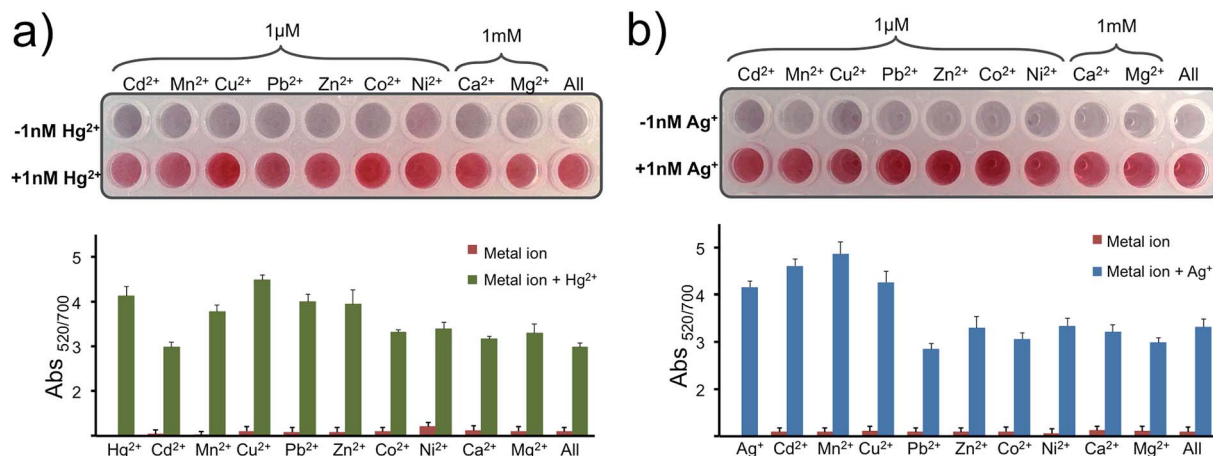 a)
1μM
1mM
Cd²⁺ Mn²⁺ Cu²⁺ Pb²⁺ Zn²⁺ Co²⁺ Ni²⁺ Ca²⁺ Mg²⁺ All
-1nM Hg²⁺
+1nM Hg²⁺
Abs 520/700
5
4
3
2
Metal ion
Metal ion + Hg²⁺
Hg²⁺ Cd²⁺ Mn²⁺ Cu²⁺ Pb²⁺ Zn²⁺ Co²⁺ Ni²⁺ Ca²⁺ Mg²⁺ All
b)
1μM
1mM
Cd²⁺ Mn²⁺ Cu²⁺ Pb²⁺ Zn²⁺ Co²⁺ Ni²⁺ Ca²⁺ Mg²⁺ All
-1nM Ag⁺
+1nM Ag⁺
Abs 520/700
5
4
3
2
Metal ion
Metal ion + Ag⁺
Ag⁺ Cd²⁺ Mn²⁺ Cu²⁺ Pb²⁺ Zn²⁺ Co²⁺ Ni²⁺ Ca²⁺ Mg²⁺ All